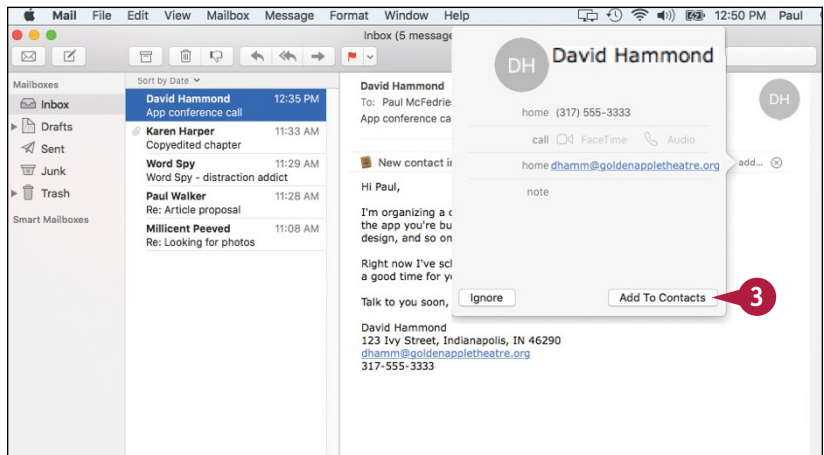 Mail File Edit View Mailbox Message Format Window Help 12:50 PM Paul
Inbox (5 message
Mailboxes
Inbox
Drafts
Sent
Junk
Trash
Smart Mailboxes
Sort by Date
David Hammond 12:35 PM
App conference call
Karen Harper 11:33 AM
Copyedited chapter
Word Spy 11:29 AM
Word Spy - distraction addict
Paul Walker 11:28 AM
Re: Article proposal
Millicent Peeved 11:08 AM
Re: Looking for photos
David Hammond
To: Paul McFedrie
App conference ca
DH
New contact in
add...
Hi Paul,
I'm organizing a c
the app you're bu
design, and so on
Right now I've scl
a good time for y
Talk to you soon,
David Hammond
123 Ivy Street, Indianapolis, IN 46290
dhamm@goldenappletheatre.org
317-555-3333
DH David Hammond
home (317) 555-3333
call FaceTime Audio
home dhamm@goldenappletheatre.org
note
Ignore Add To Contacts
3